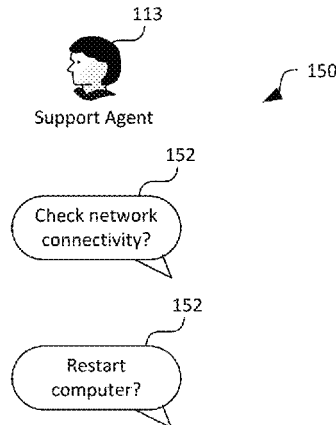 113
150
Support Agent
152
Check network
connectivity?
152
Restart
computer?